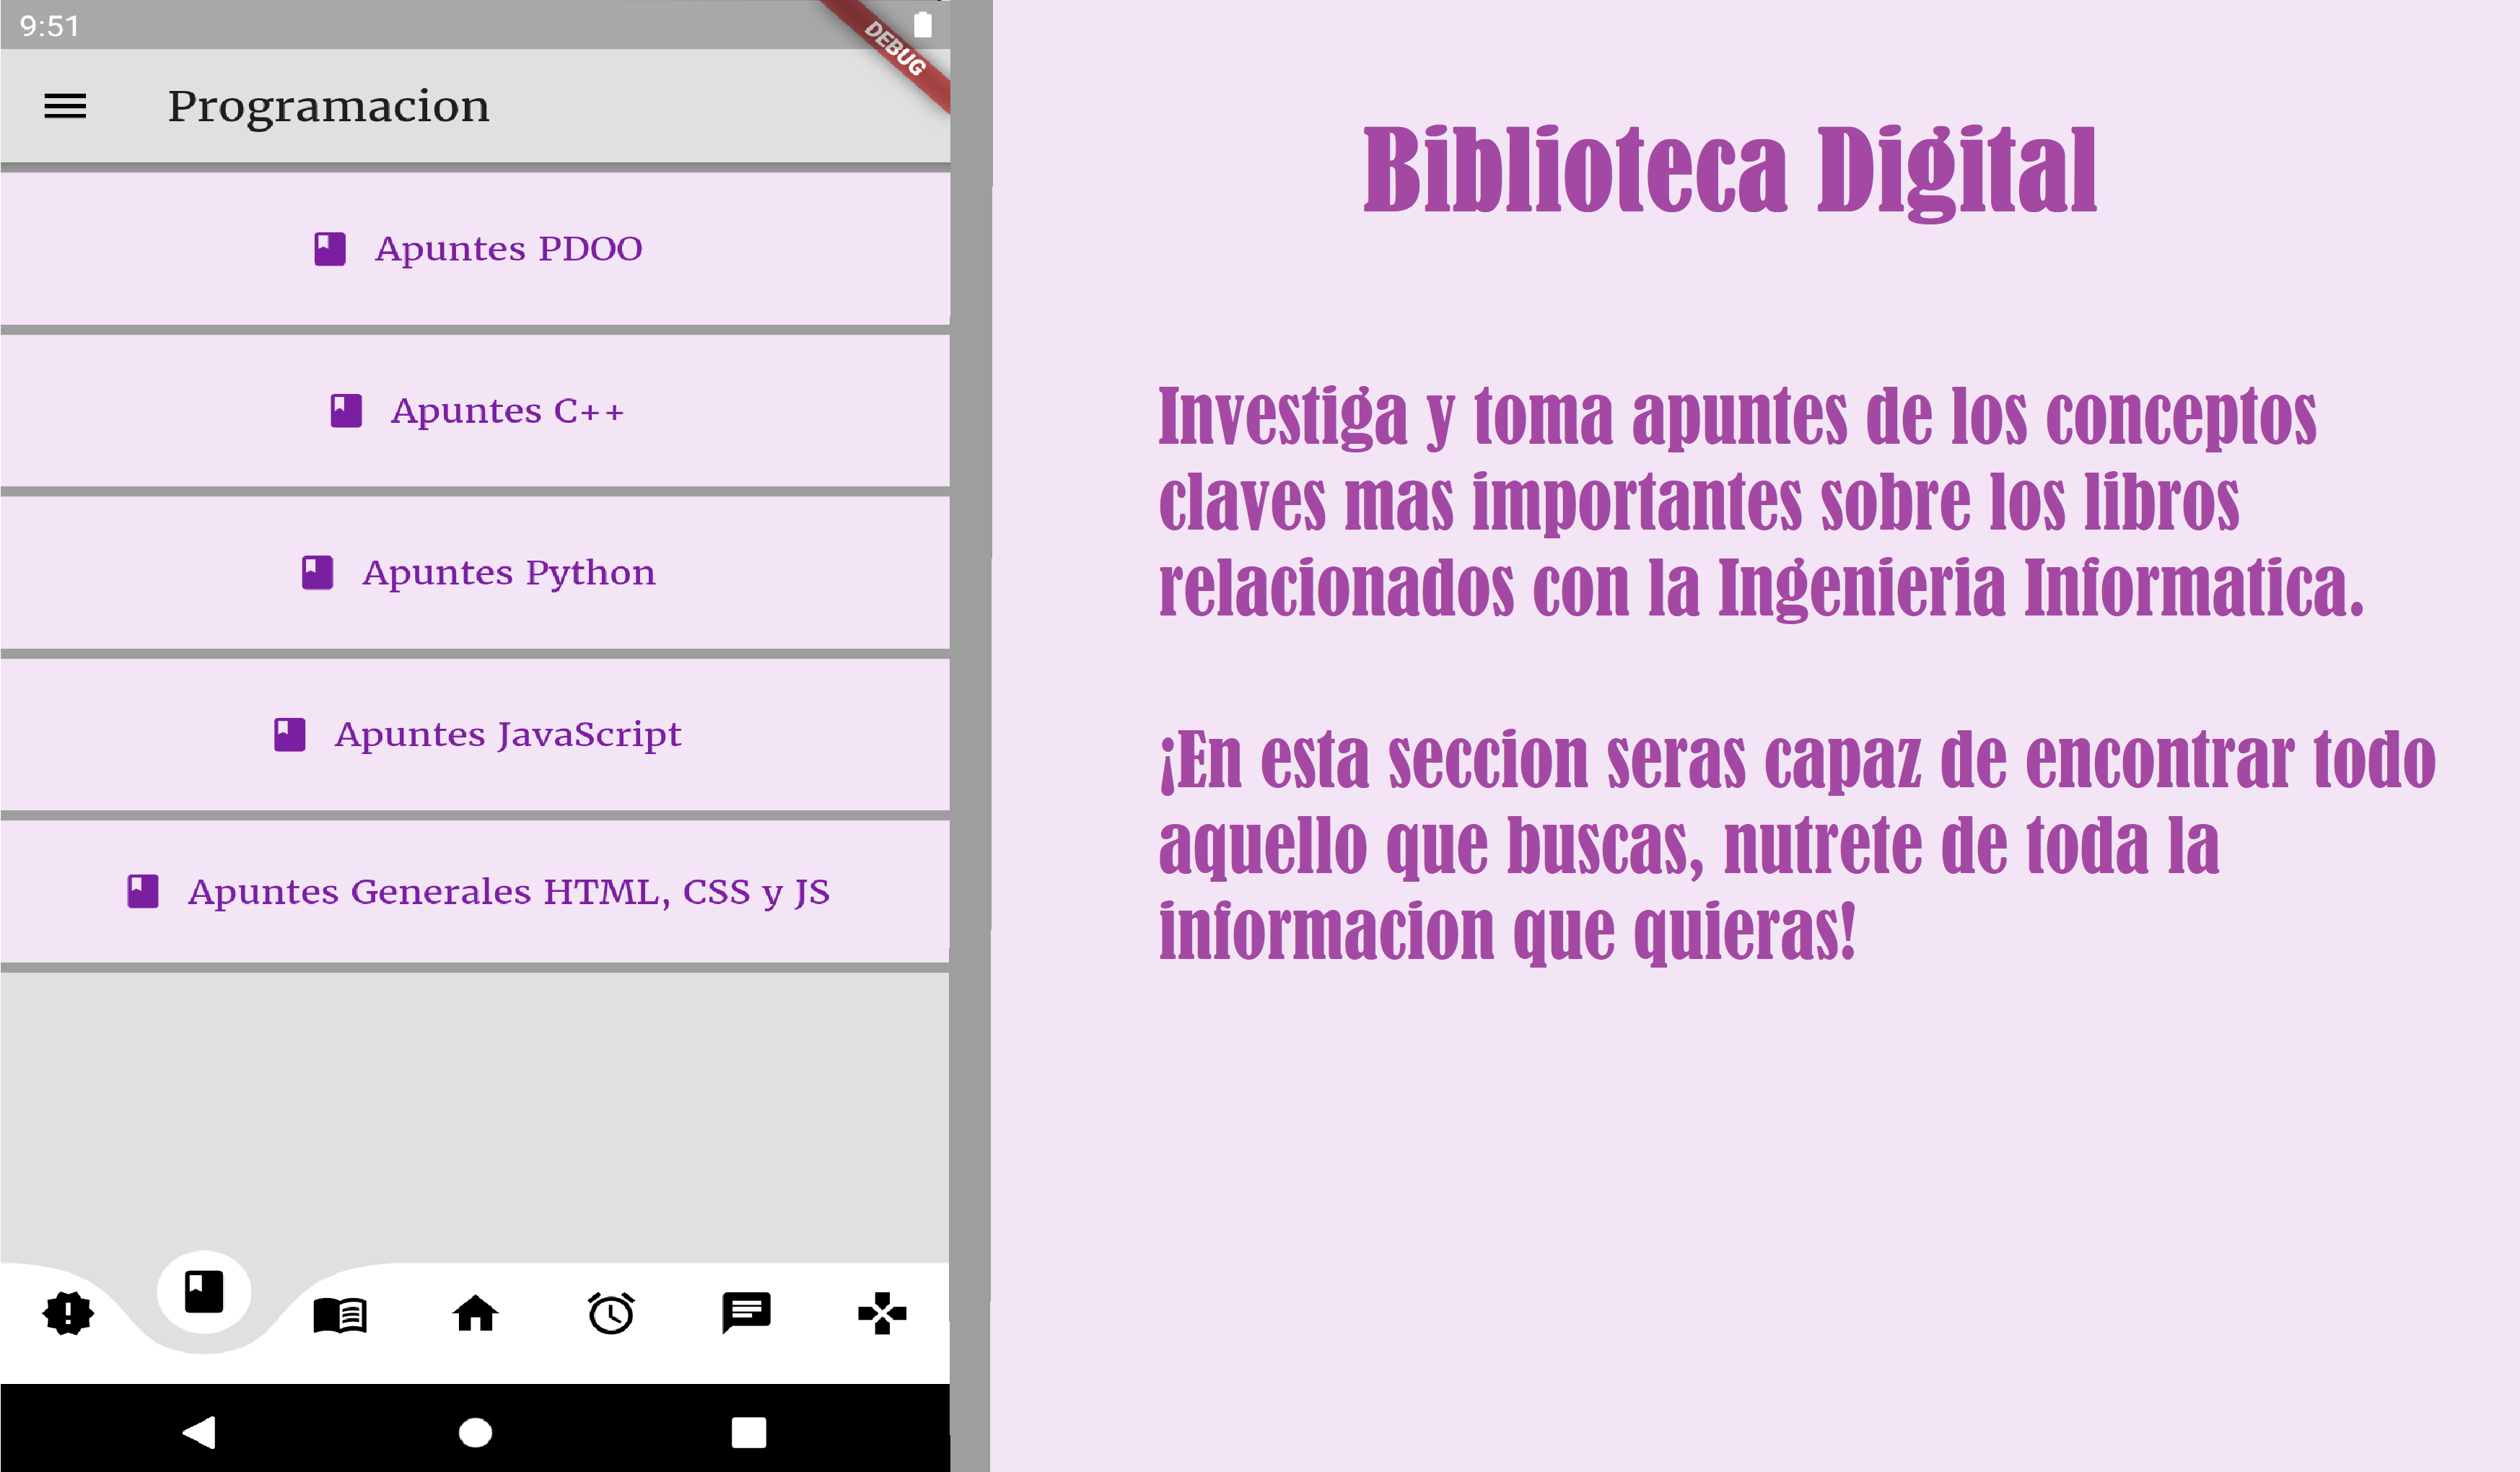 9:51
DEBUG
Programacion
Apuntes PDOO
Apuntes C++
Apuntes Python
Apuntes JavaScript
Apuntes Generales HTML, CSS y JS
Biblioteca Digital
Investiga y toma apuntes de los conceptos
claves mas importantes sobre los libros
relacionados con la Ingenieria Informatica.
¡En esta seccion seras capaz de encontrar todo
aquello que buscas, nutrete de toda la
informacion que quieras!